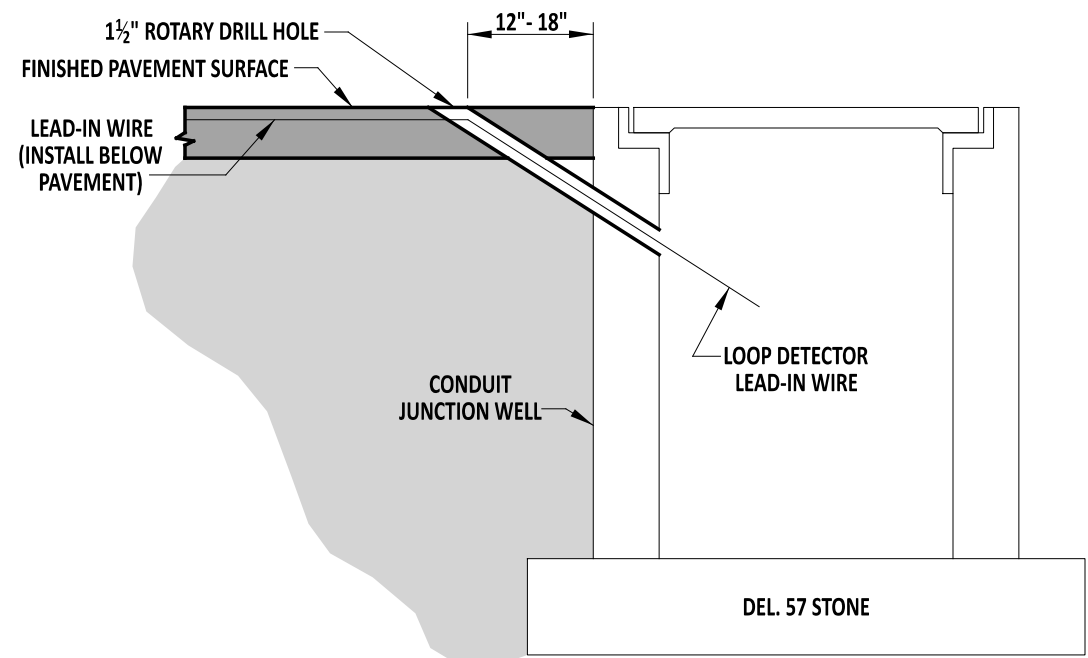 12"- 18"
1½" ROTARY DRILL HOLE
FINISHED PAVEMENT SURFACE
LEAD-IN WIRE
(INSTALL BELOW
PAVEMENT)
LOOP DETECTOR
LEAD-IN WIRE
CONDUIT
JUNCTION WELL
DEL. 57 STONE